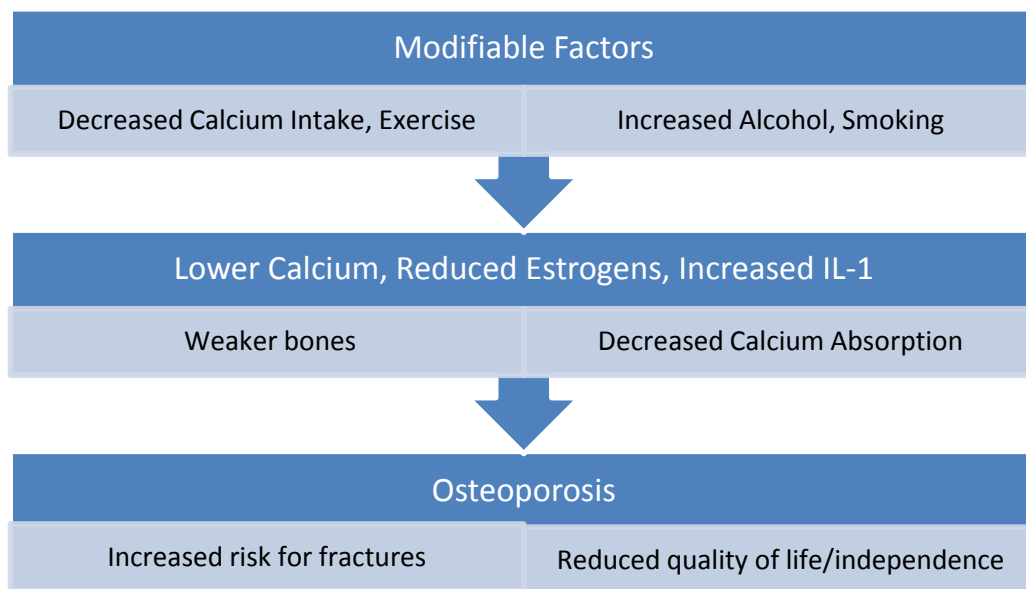 Modifiable Factors
Decreased Calcium Intake, Exercise
Increased Alcohol, Smoking
Lower Calcium, Reduced Estrogens, Increased IL-1
Weaker bones
Decreased Calcium Absorption
Osteoporosis
Increased risk for fractures
Reduced quality of life/independence